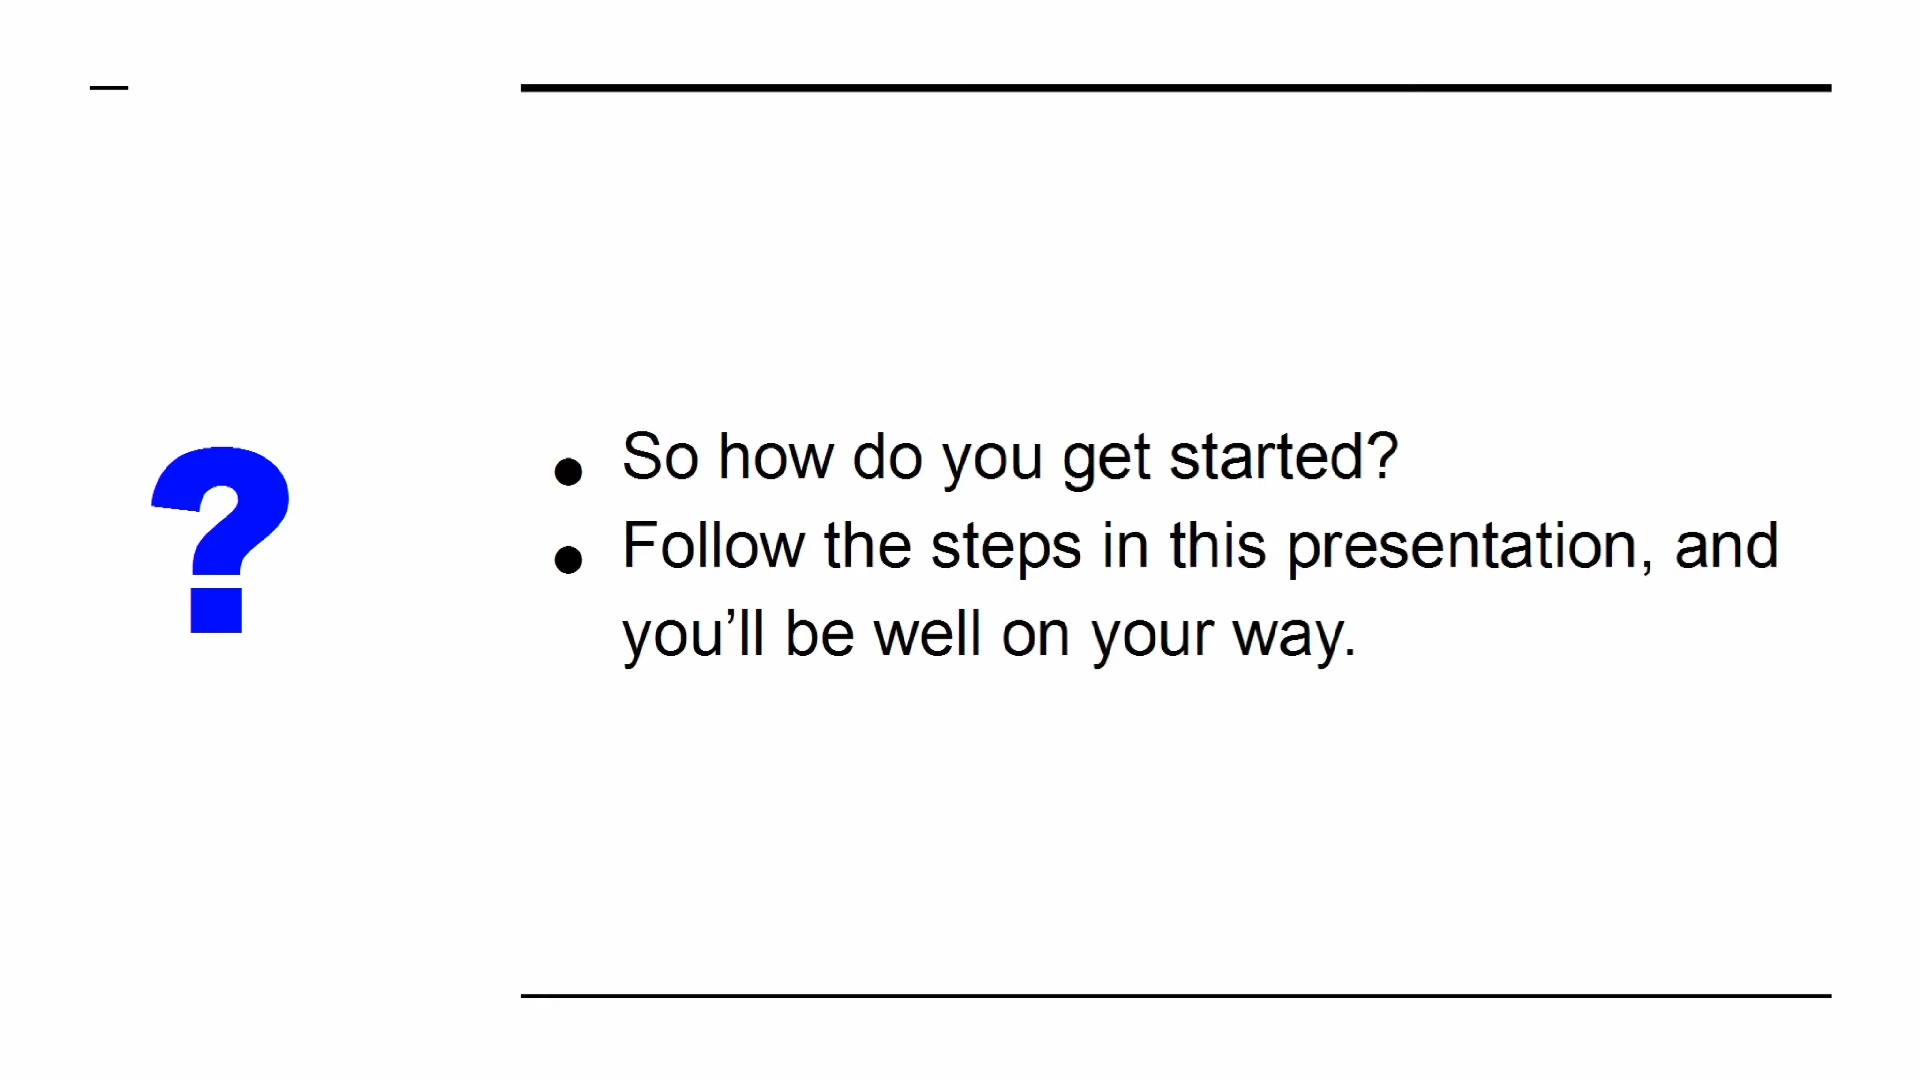 ?
So how do you get started?
Follow the steps in this presentation, and
you’ll be well on your way.